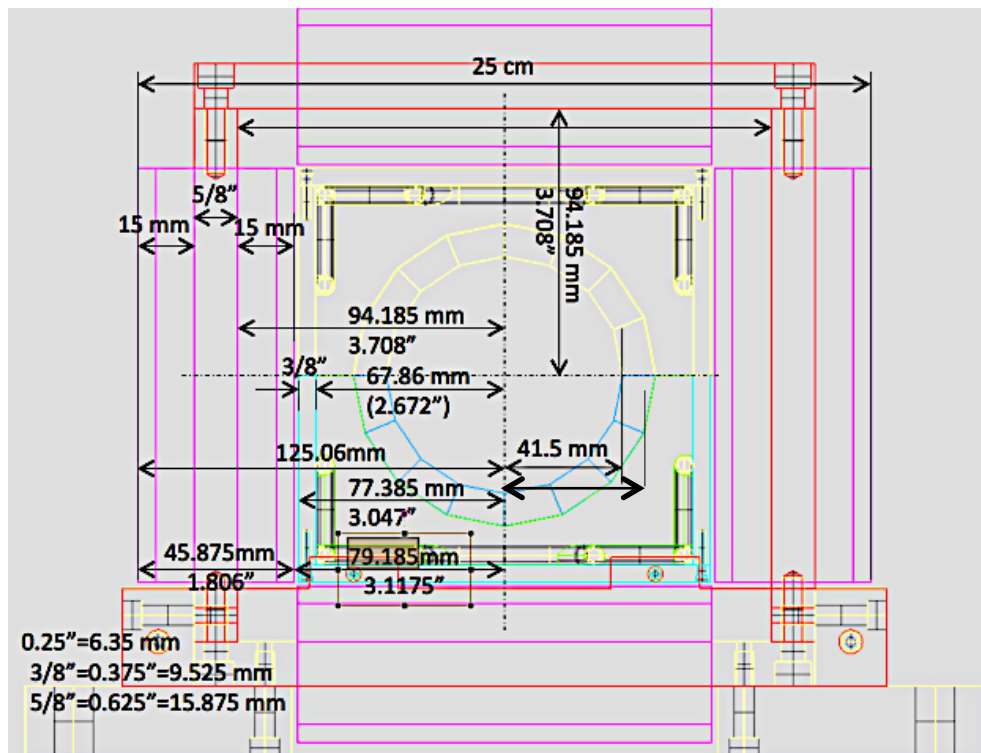 25 cm
5/8”
15 mm
15 mm
94.185 mm
3.708”
94.185 mm
3.708”
3/8”
67.86 mm
(2.672”)
125.06mm
41.5 mm
77.385 mm
3.047”
45.875mm
79.185mm
1.806”
3.1175”
0.25”=6.35 mm
3/8”=0.375”=9.525 mm
5/8”=0.625”=15.875 mm